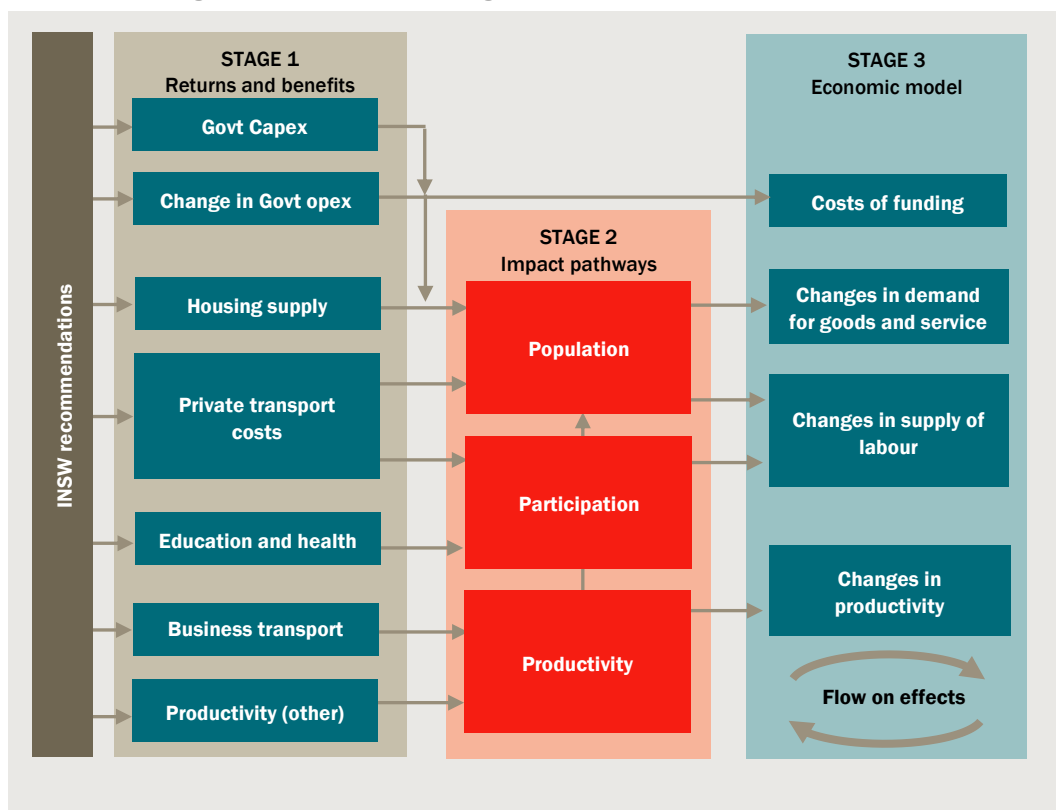 INSW recommendations
STAGE 1
Returns and benefits
Govt Capex
Change in Govt opex
Housing supply
Private transport
costs
Education and health
Business transport
Productivity (other)
STAGE 2
Impact pathways
Population
Participation
Productivity
STAGE 3
Economic model
Costs of funding
Changes in demand
for goods and service
Changes in supply of
labour
Changes in
productivity
Flow on effects